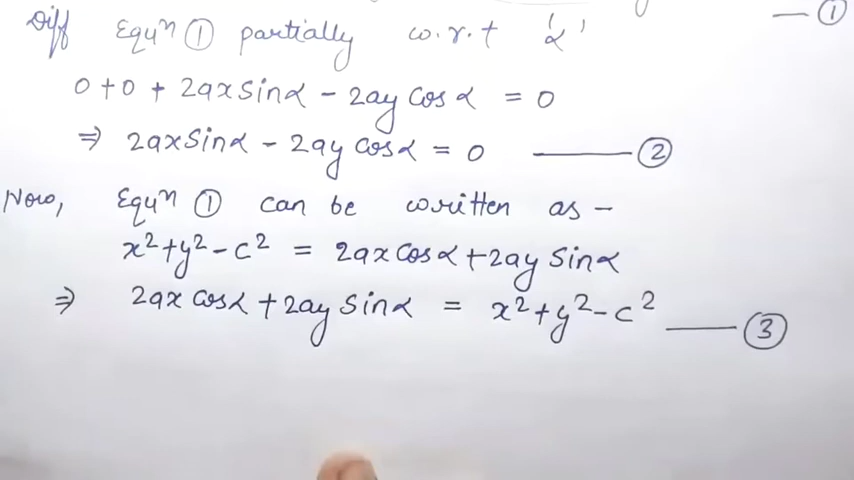 — ①
Diff Equⁿ ① partially w.r.t 'α'
0 + 0 + 2ax Sinα - 2ay Cos α = 0
⇒ 2ax Sinα - 2ay Cosα = 0 — ②
Now, Equⁿ ① can be written as -
x² + y² - c² = 2ax Cosα + 2ay Sinα
⇒ 2ax Cosα + 2ay Sinα = x² + y² - c² — ③